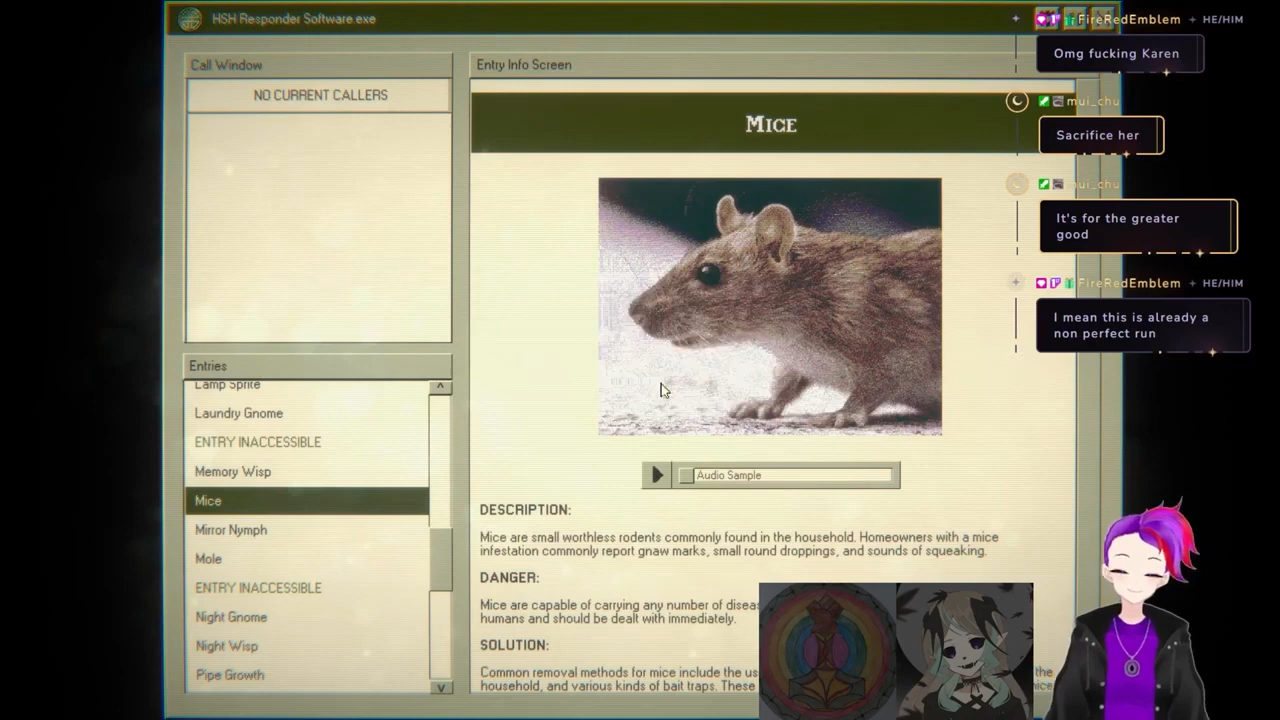 HSH Responder Software.exe
Call Window
NO CURRENT CALLERS
Entries
Lamp Sprite
Laundry Gnome
ENTRY INACCESSIBLE
Memory Wisp
Mice
Mirror Nymph
Mole
ENTRY INACCESSIBLE
Night Gnome
Night Wisp
Pipe Growth
Entry Info Screen
MICE
Audio Sample
DESCRIPTION:
Mice are small worthless rodents commonly found in the household. Homeowners with a mice
infestation commonly report gnaw marks, small round droppings, and sounds of squeaking.
DANGER:
Mice are capable of carrying any number of
humans and should be dealt with immediately.
SOLUTION:
Common removal methods for mice include the the
household, and various kinds of bait traps. These
FireRedEmblem HE/HIM
Omg fucking Karen
mui_chu
Sacrifice her
mui_chu
It's for the greater
good
FireRedEmblem HE/HIM
I mean this is already a
non perfect run